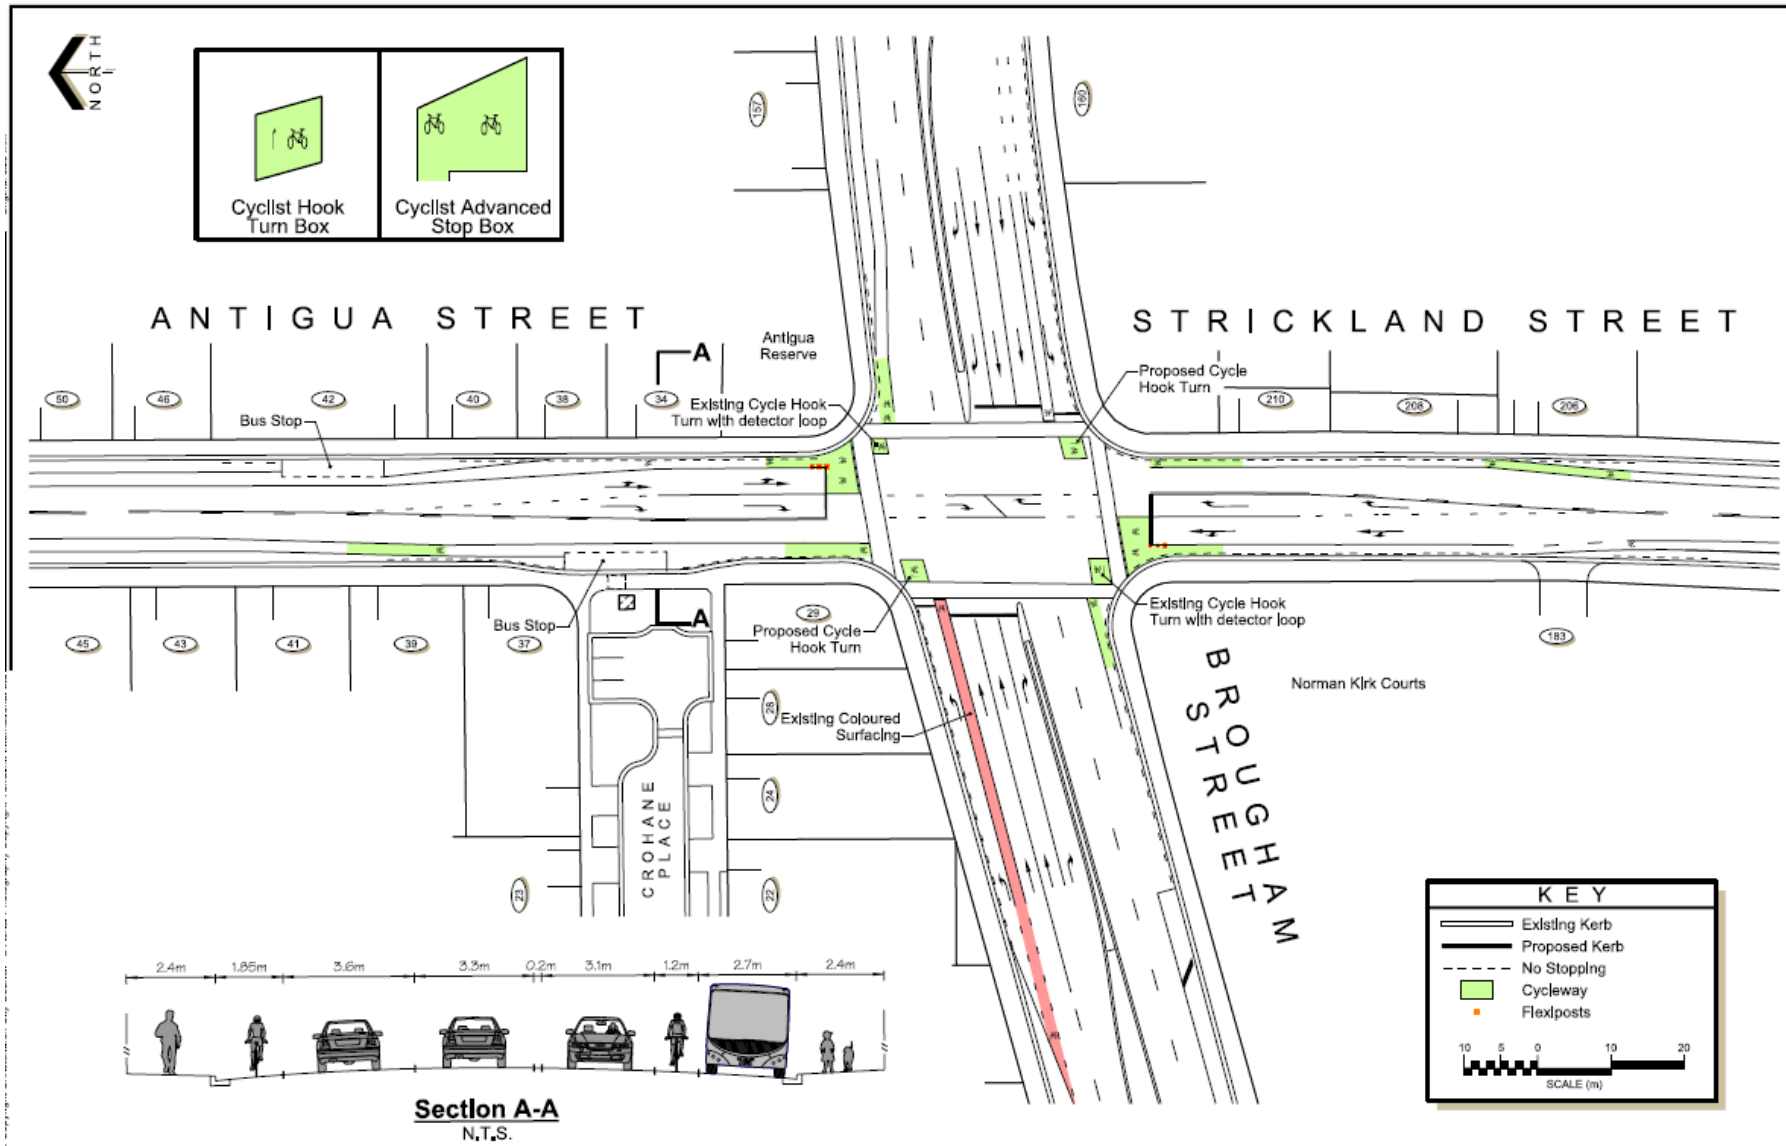 NORTH
Cyclist Hook
Turn Box
Cyclist Advanced
Stop Box
157
160
ANTIGUA STREET
STRICKLAND STREET
Antigua
Reserve
A
Proposed Cycle
Hook Turn
50
46
42
40
38
34
210
208
206
Bus Stop
Existing Cycle Hook
Turn with detector loop
45
43
41
39
37
Bus Stop
A
29
Proposed Cycle
Hook Turn
Existing Cycle Hook
Turn with detector loop
183
Norman Kirk Courts
28
Existing Coloured
Surfacing
BROUGHAM
STREET
24
CROHANE
PLACE
23
22
2.4m
1.85m
3.6m
3.3m
0.2m
3.1m
1.2m
2.7m
2.4m
Section A-A
N.T.S.
KEY
Existing Kerb
Proposed Kerb
No Stopping
Cycleway
Flexiposts
10 5 0 10 20
SCALE (m)